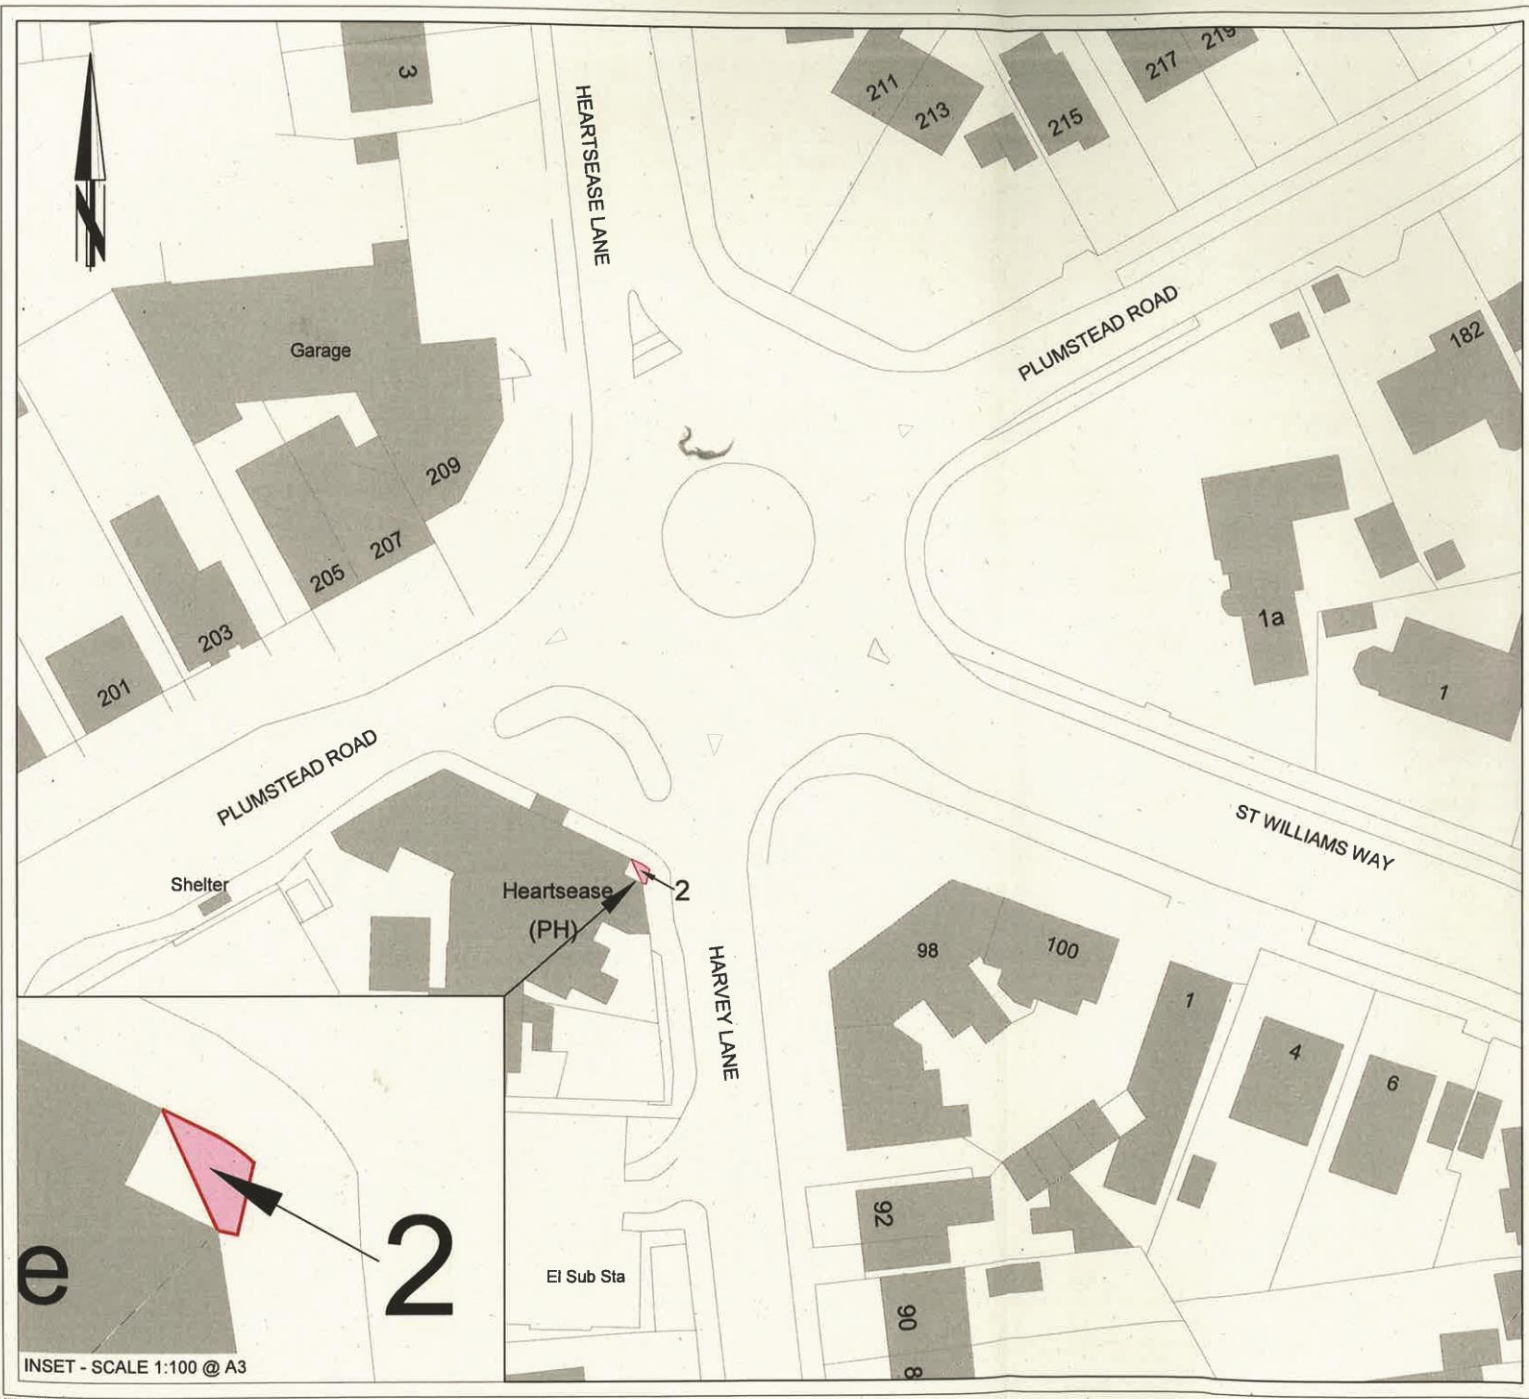 3
HEARTSEASE LANE
211
213
215
217
219
N
Garage
PLUMSTEAD ROAD
182
209
207
205
203
201
1a
1
PLUMSTEAD ROAD
ST WILLIAMS WAY
Shelter
Heartsease
(PH)
2
HARVEY LANE
98
100
1
4
6
92
90
8
El Sub Sta
e
2
INSET - SCALE 1:100 @ A3